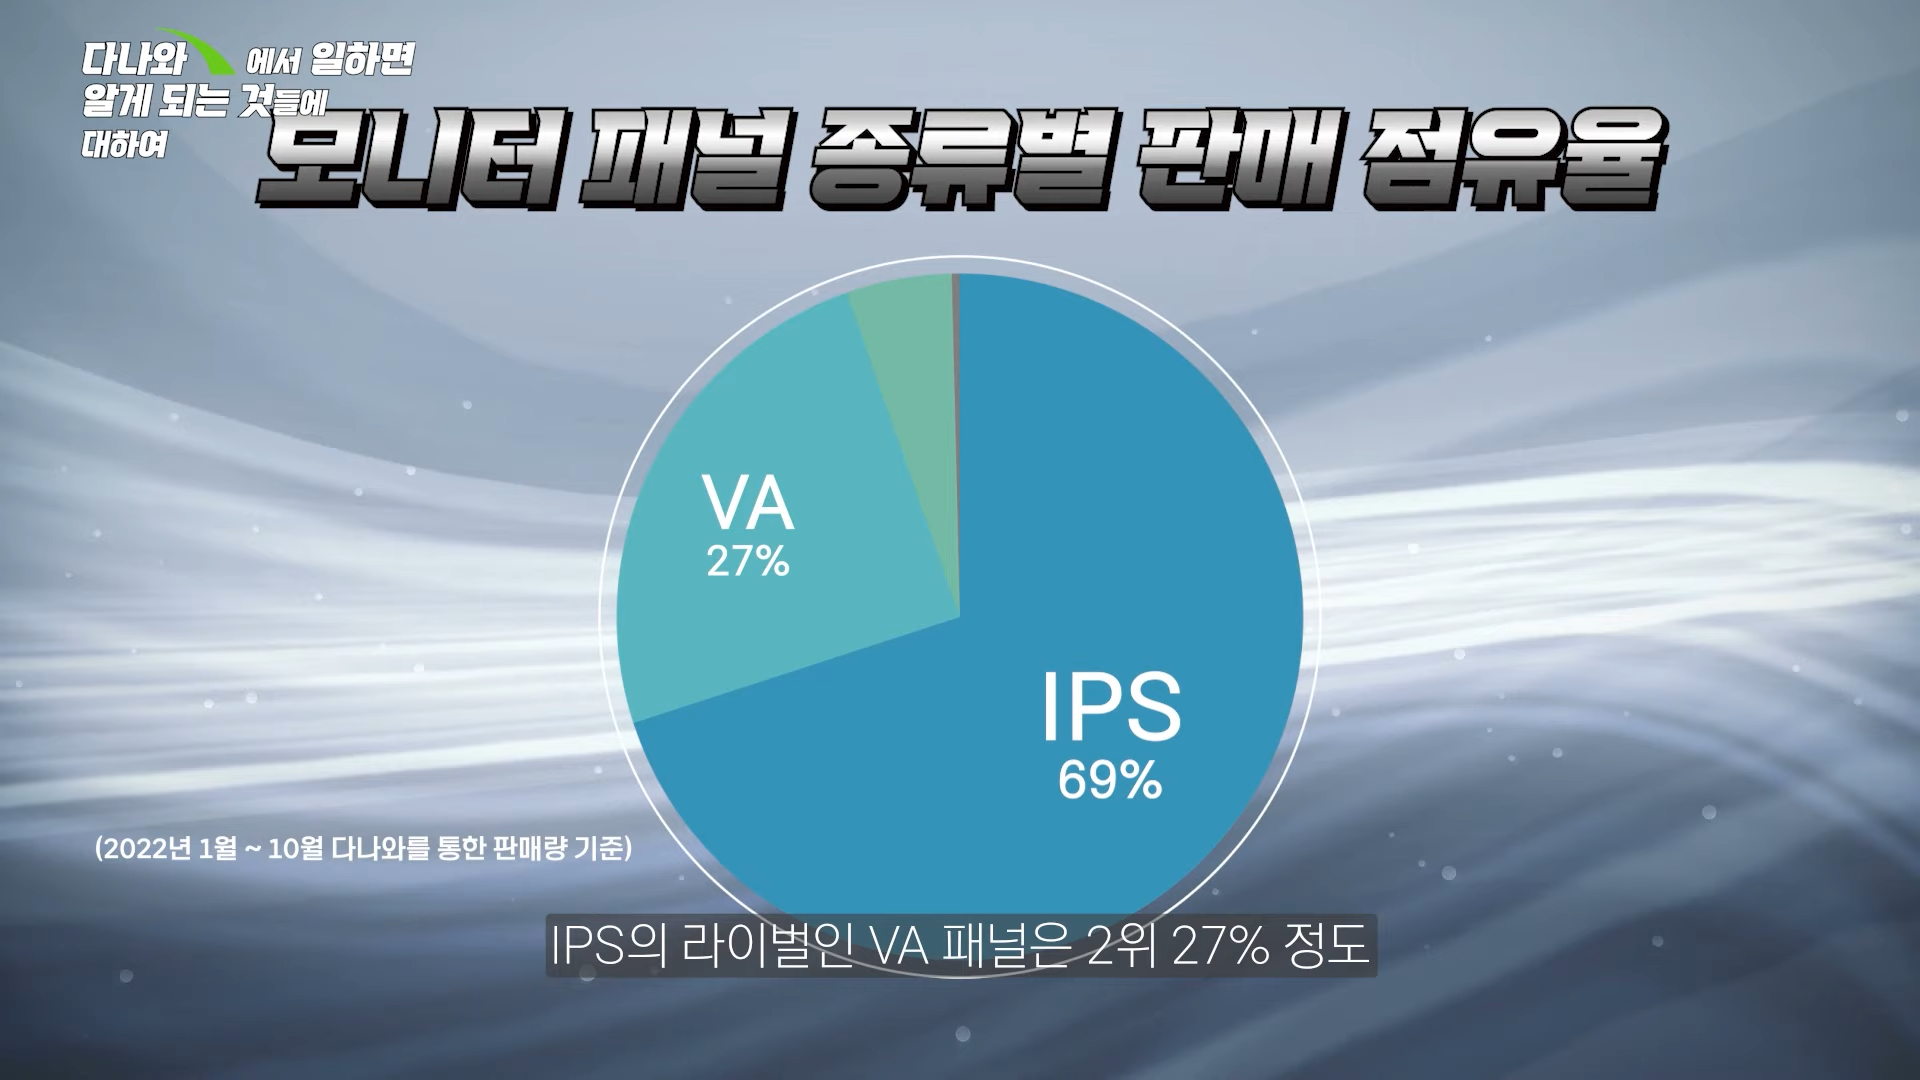 다나와 에서 일하면
알게 되는 것들에
대하여
모니터 패널 종류별 판매 점유율
VA
27%
IPS
69%
(2022년 1월 ~ 10월 다나와를 통한 판매량 기준)
IPS의 라이벌인 VA 패널은 2위 27% 정도